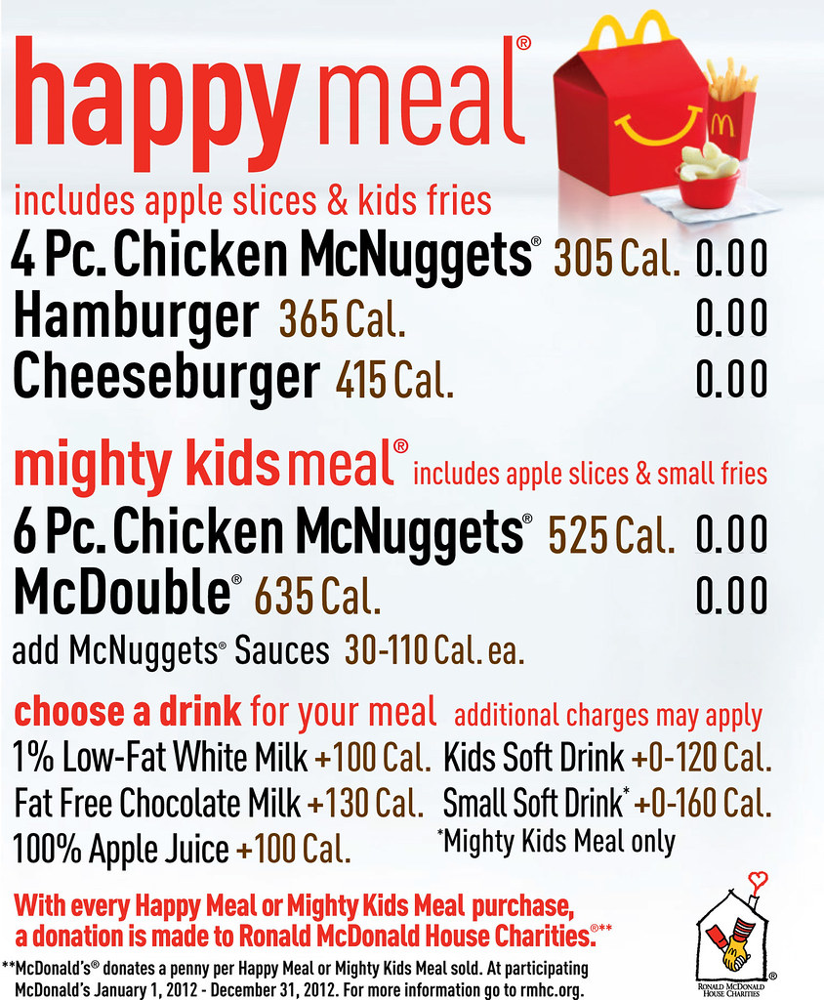 happy meal®
includes apple slices & kids fries
4 Pc. Chicken McNuggets® 305 Cal. 0.00
Hamburger 365 Cal. 0.00
Cheeseburger 415 Cal. 0.00
mighty kids meal® includes apple slices & small fries
6 Pc. Chicken McNuggets® 525 Cal. 0.00
McDouble® 635 Cal. 0.00
add McNuggets® Sauces 30-110 Cal. ea.
choose a drink for your meal additional charges may apply
1% Low-Fat White Milk +100 Cal. Kids Soft Drink +0-120 Cal.
Fat Free Chocolate Milk +130 Cal. Small Soft Drink* +0-160 Cal.
100% Apple Juice +100 Cal. *Mighty Kids Meal only
With every Happy Meal or Mighty Kids Meal purchase,
a donation is made to Ronald McDonald House Charities.®**
**McDonald's® donates a penny per Happy Meal or Mighty Kids Meal sold. At participating
McDonald's January 1, 2012 - December 31, 2012. For more information go to rmhc.org.
RONALD MCDONALD
HOUSE CHARITIES
®